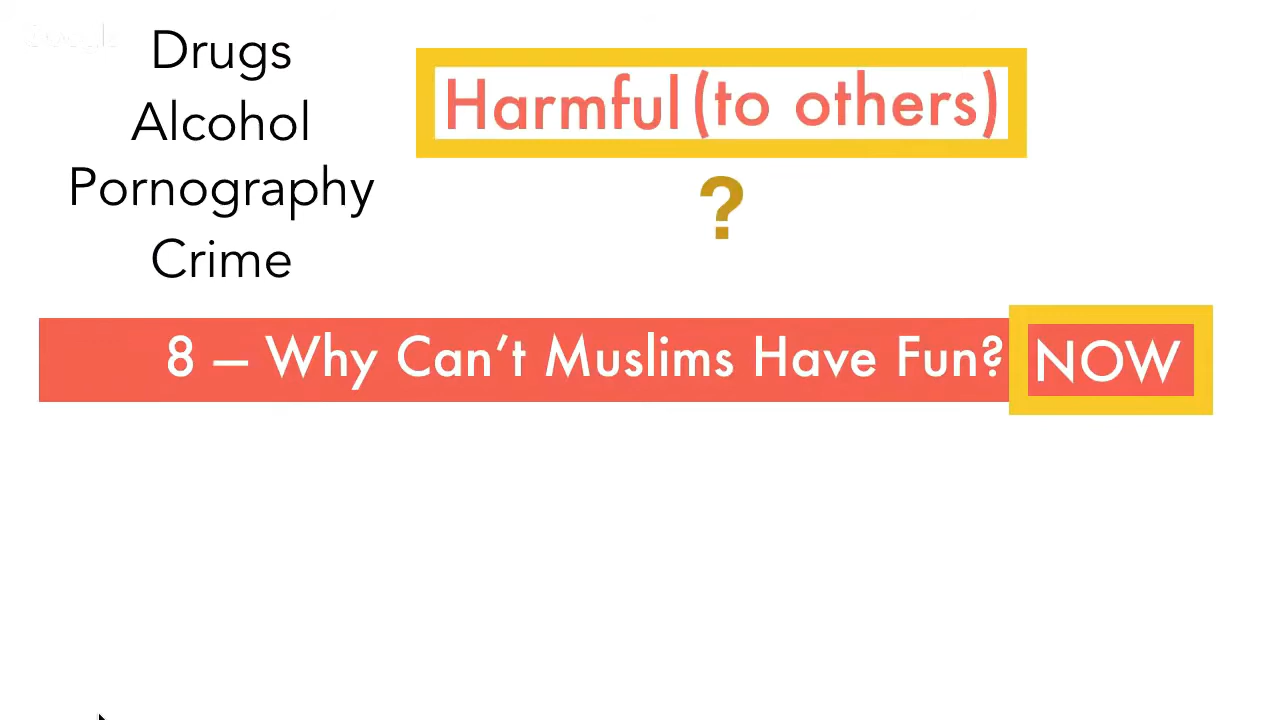 Drugs
Alcohol
Pornography
Crime
Harmful (to others)
?
8 – Why Can’t Muslims Have Fun? NOW